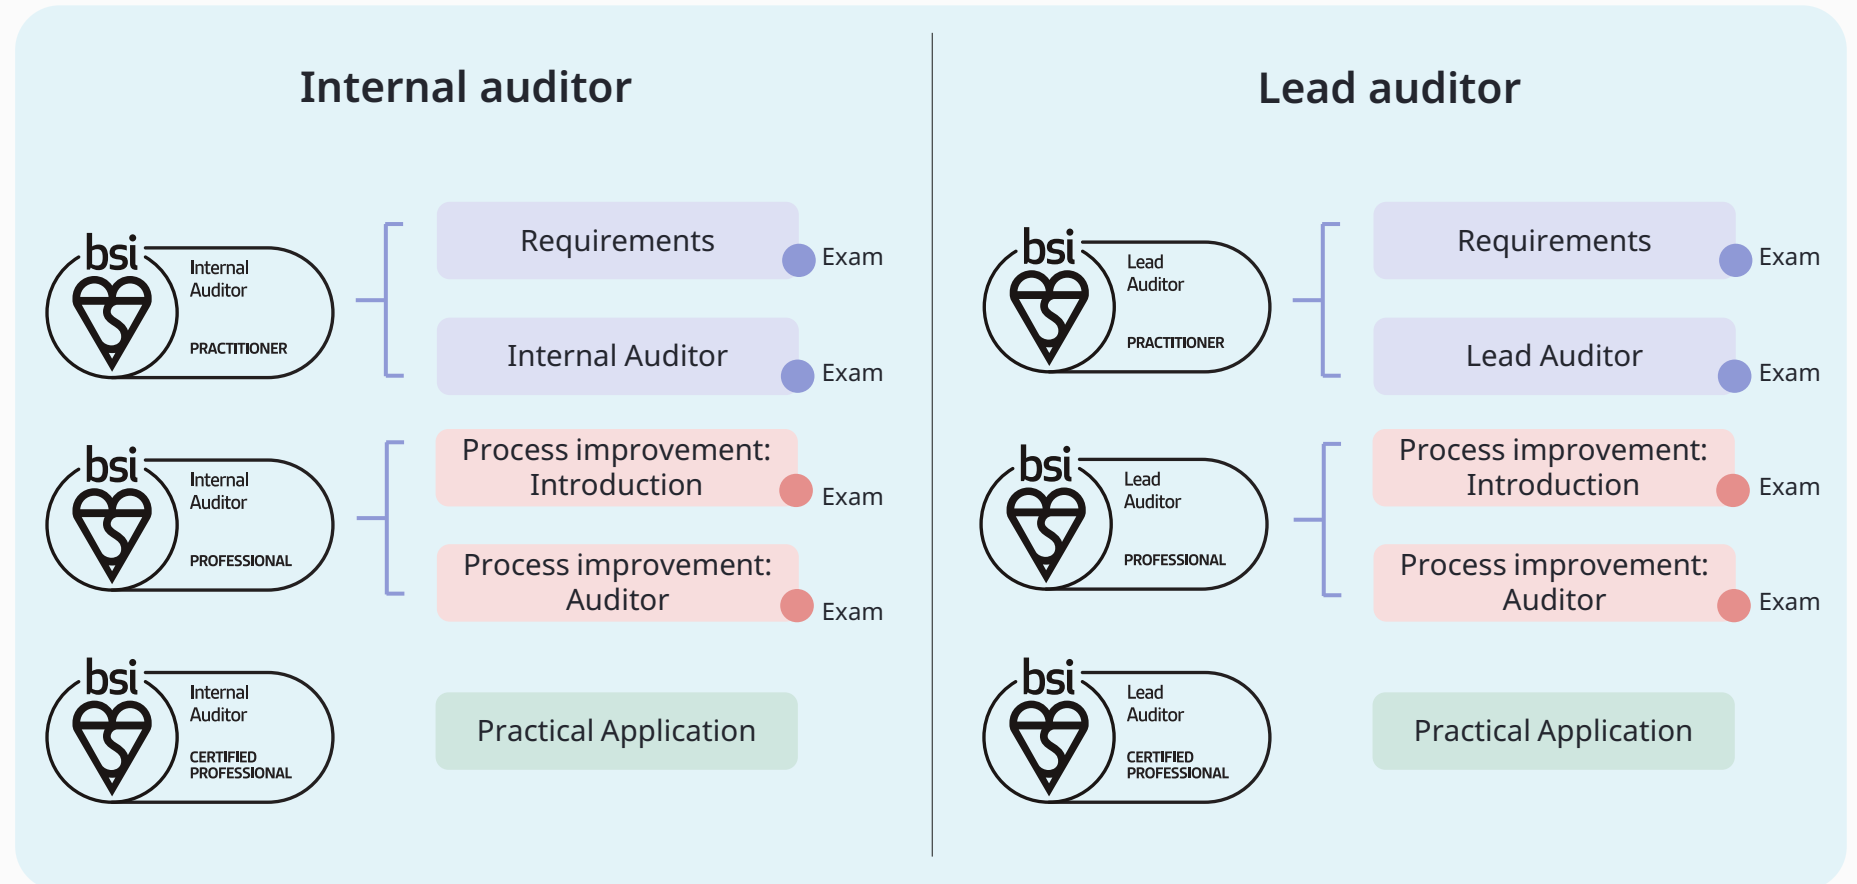 Internal auditor
bsi
Internal
Auditor
PRACTITIONER
Requirements
Exam
Internal Auditor
Exam
bsi
Internal
Auditor
PROFESSIONAL
Process improvement:
Introduction
Exam
Process improvement:
Auditor
Exam
bsi
Internal
Auditor
CERTIFIED
PROFESSIONAL
Practical Application
Lead auditor
bsi
Lead
Auditor
PRACTITIONER
Requirements
Exam
Lead Auditor
Exam
bsi
Lead
Auditor
PROFESSIONAL
Process improvement:
Introduction
Exam
Process improvement:
Auditor
Exam
bsi
Lead
Auditor
CERTIFIED
PROFESSIONAL
Practical Application